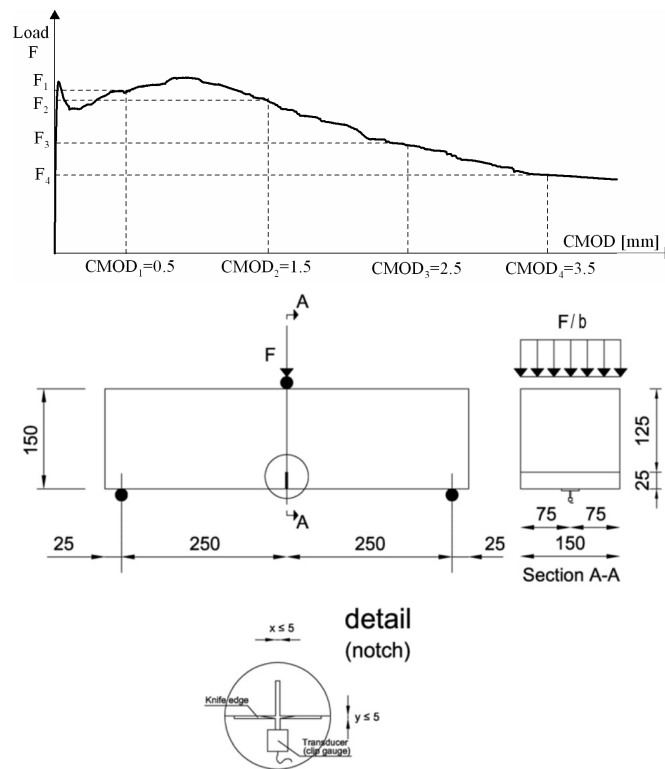 Load
F
F₁
F₂
F₃
F₄
CMOD [mm]
CMOD₁=0.5 CMOD₂=1.5 CMOD₃=2.5 CMOD₄=3.5
A
F
F/b
150
125
25
A
25 250 250 25
75 75
150
Section A-A
detail
(notch)
x ≤ 5
Knife edge
y ≤ 5
Transducer
(clip gauge)